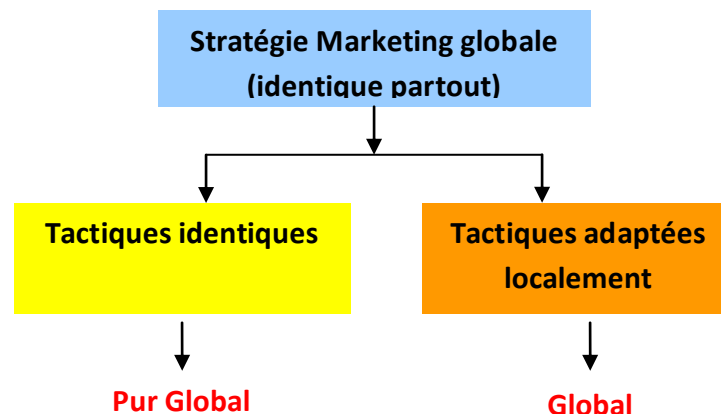 Stratégie Marketing globale
(identique partout)
Tactiques identiques
Tactiques adaptées
localement
Pur Global
Global